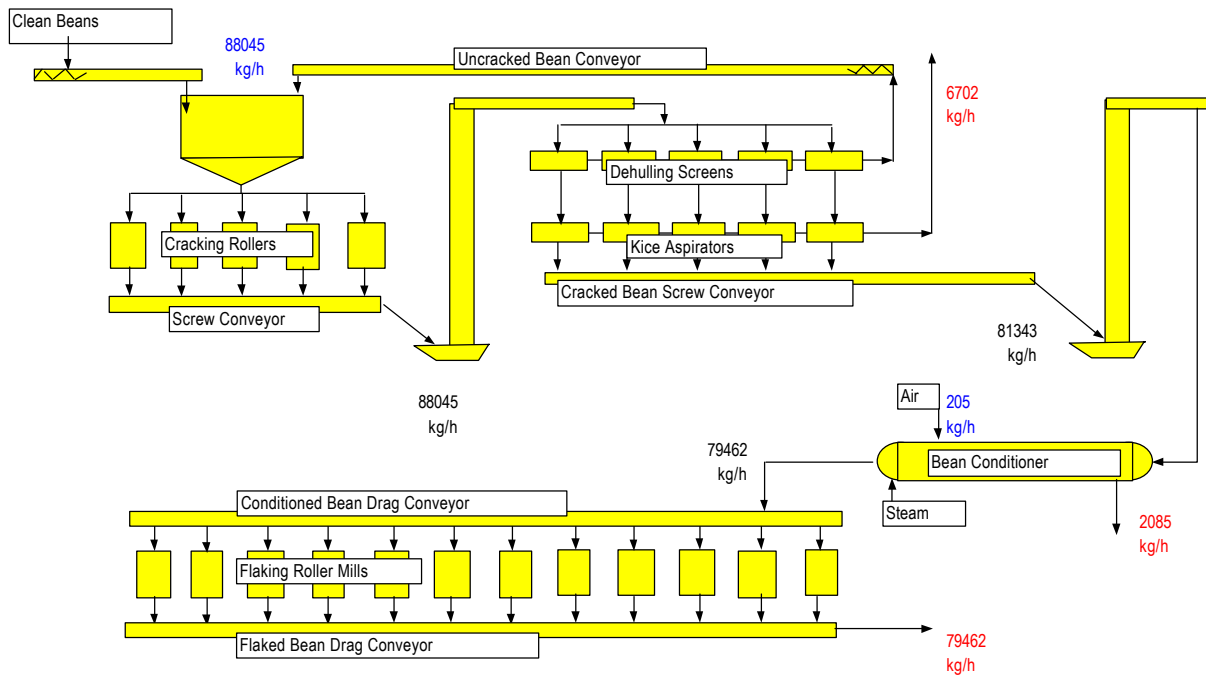 Clean Beans
88045
kg/h
Uncracked Bean Conveyor
6702
kg/h
Dehulling Screens
Cracking Rollers
Kice Aspirators
Cracked Bean Screw Conveyor
Screw Conveyor
81343
kg/h
88045
kg/h
Air
205
kg/h
79462
kg/h
Bean Conditioner
Conditioned Bean Drag Conveyor
Steam
2085
kg/h
Flaking Roller Mills
Flaked Bean Drag Conveyor
79462
kg/h